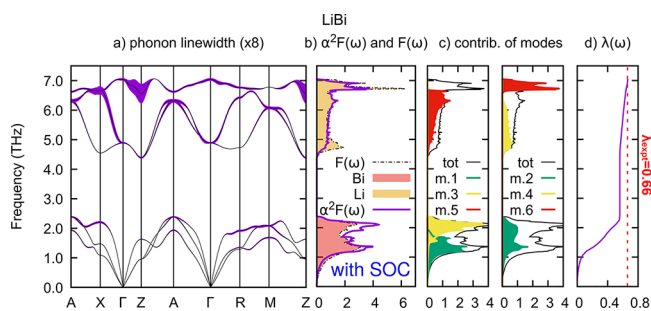 LiBi
a) phonon linewidth (x8)
b) α²F(ω) and F(ω)
c) contrib. of modes
d) λ(ω)
Frequency (THz)
7.0
6.0
5.0
4.0
3.0
2.0
1.0
0.0
A X Γ Z A Γ R M Z
F(ω)
Bi
Li
α²F(ω)
with SOC
0 2 4 6
tot
m.1
m.3
m.5
0 1 2 3 4
tot
m.2
m.4
m.6
0 1 2 3 4
λexpt=0.66
0 0.4 0.8